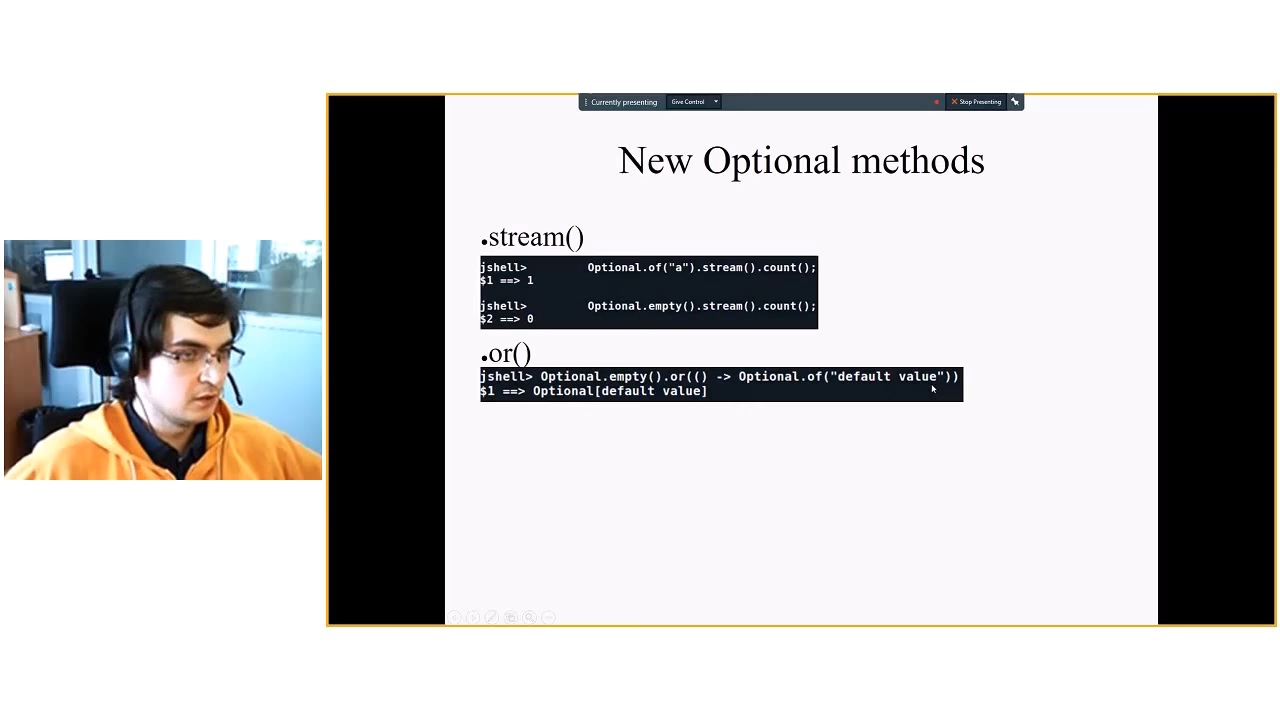 Currently presenting
Give Control
Stop Presenting
New Optional methods
.stream()
jshell> Optional.of("a").stream().count();
$1 ==> 1
jshell> Optional.empty().stream().count();
$2 ==> 0
.or()
jshell> Optional.empty().or(() -> Optional.of("default value"))
$1 ==> Optional[default value]